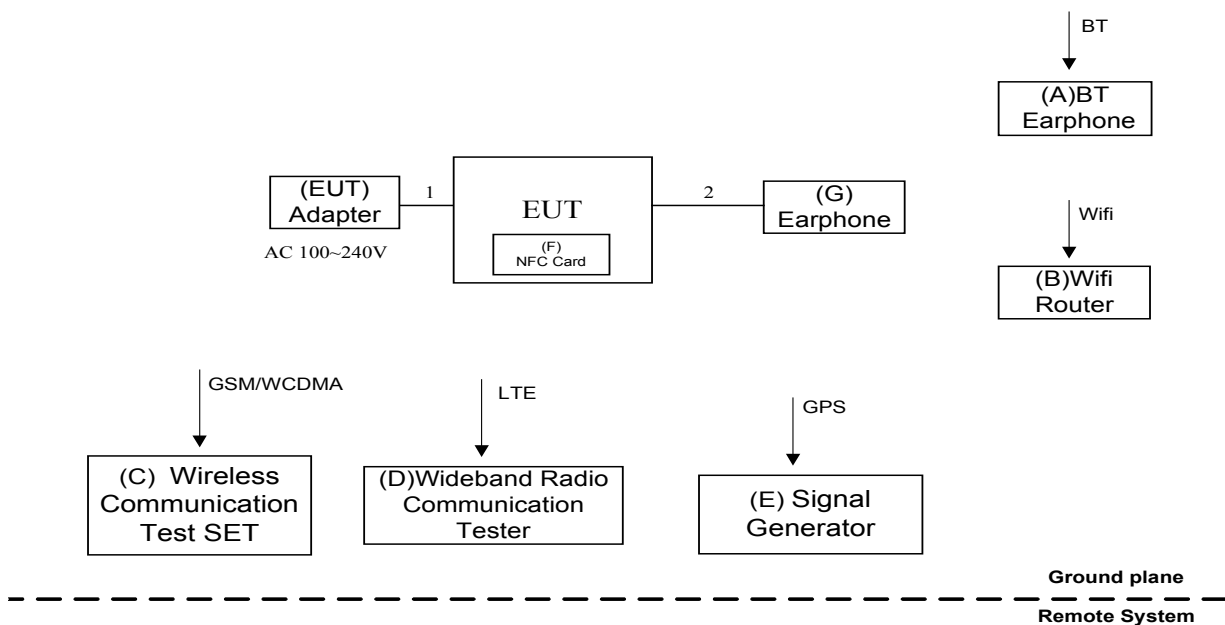 BT
(A)BT
Earphone
(EUT)
Adapter
1
EUT
2
(G)
Earphone
AC 100~240V
(F)
NFC Card
Wifi
(B)Wifi
Router
GSM/WCDMA
LTE
GPS
(C) Wireless
Communication
Test SET
(D)Wideband Radio
Communication
Tester
(E) Signal
Generator
Ground plane
Remote System